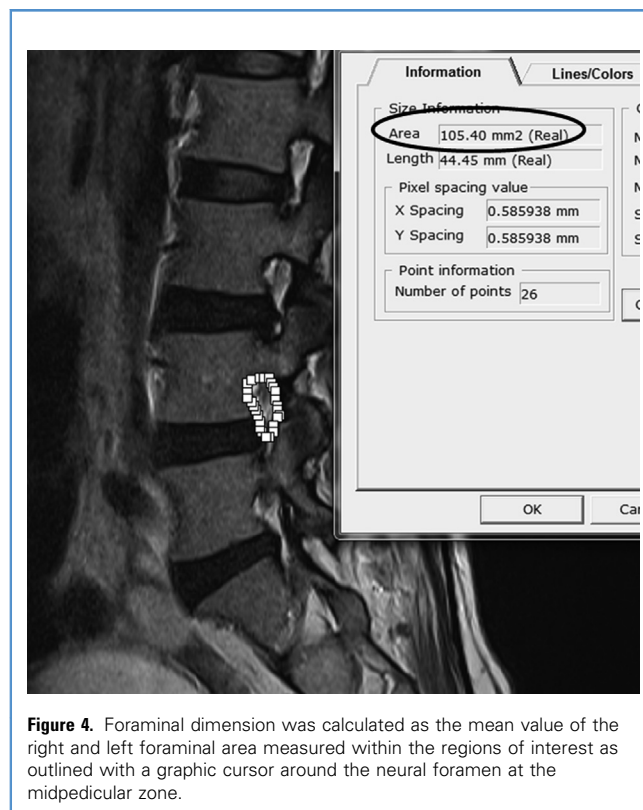 Information
Lines/Colors
Size Information
Area 105.40 mm2 (Real)
Length 44.45 mm (Real)
Pixel spacing value
X Spacing 0.585938 mm
Y Spacing 0.585938 mm
Point information
Number of points 26
OK
Figure 4. Foraminal dimension was calculated as the mean value of the
right and left foraminal area measured within the regions of interest as
outlined with a graphic cursor around the neural foramen at the
midpedicular zone.